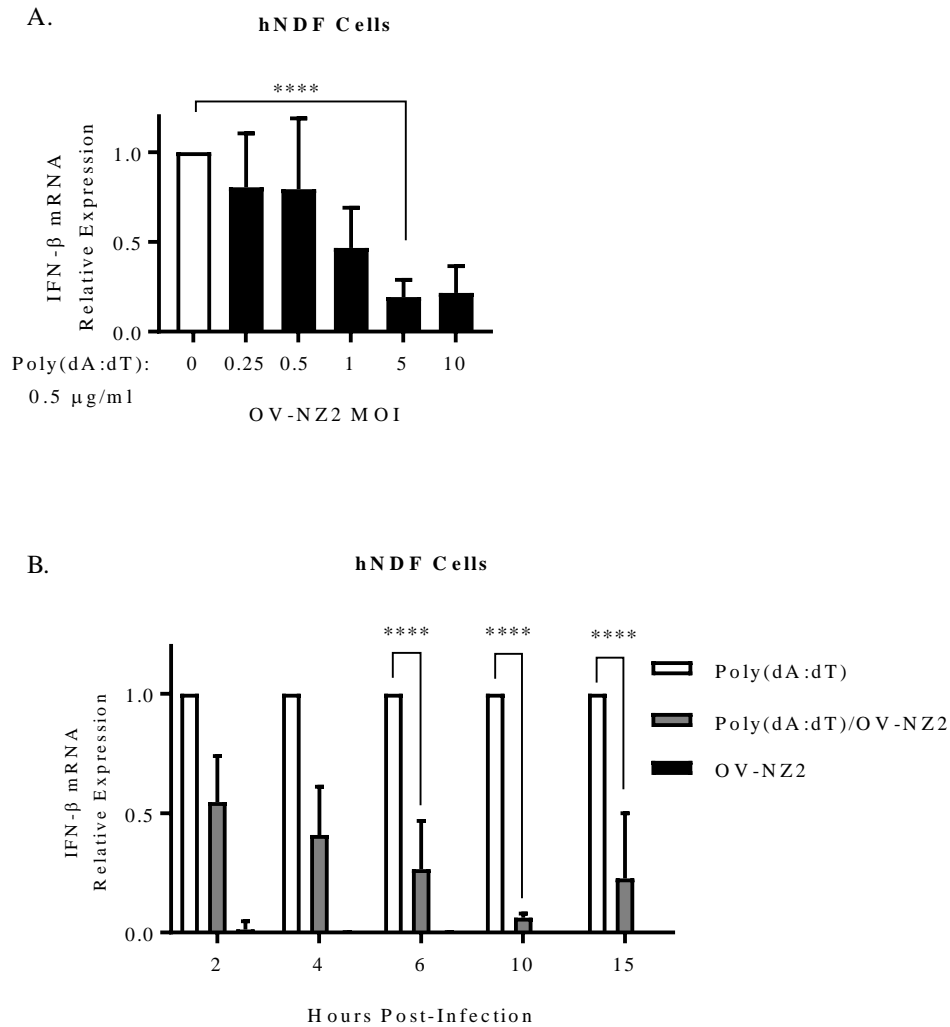 A.
hNDF Cells
****
IFN-β mRNA
Relative Expression
1.0
0.5
0.0
Poly(dA:dT): 0 0.25 0.5 1 5 10
0.5 μg/ml
OV-NZ2 MOI
B.
hNDF Cells
**** **** ****
IFN-β mRNA
Relative Expression
1.0
0.5
0.0
2 4 6 10 15
Hours Post-Infection
Poly(dA:dT)
Poly(dA:dT)/OV-NZ2
OV-NZ2